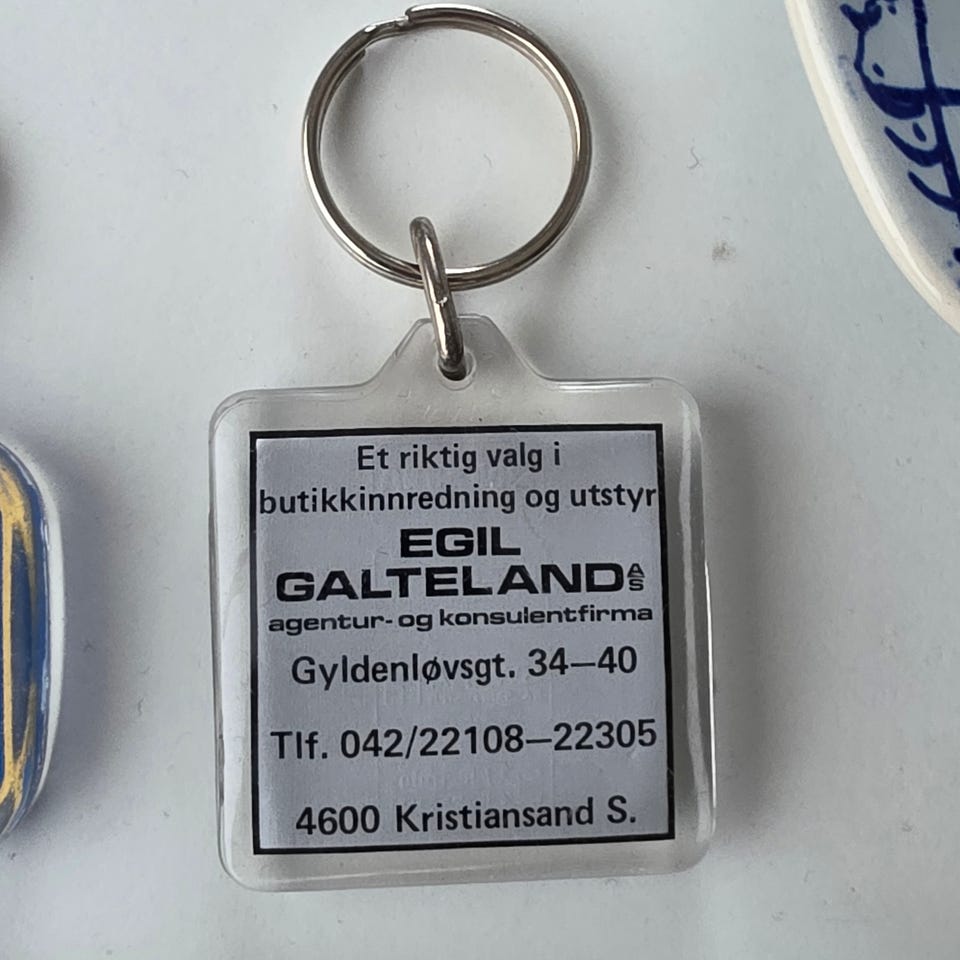 Et riktig valg i
butikkinnredning og utstyr
EGIL
GALTELAND AS
agentur- og konsulentfirma
Gyldenløvsgt. 34–40
Tlf. 042/22108–22305
4600 Kristiansand S.